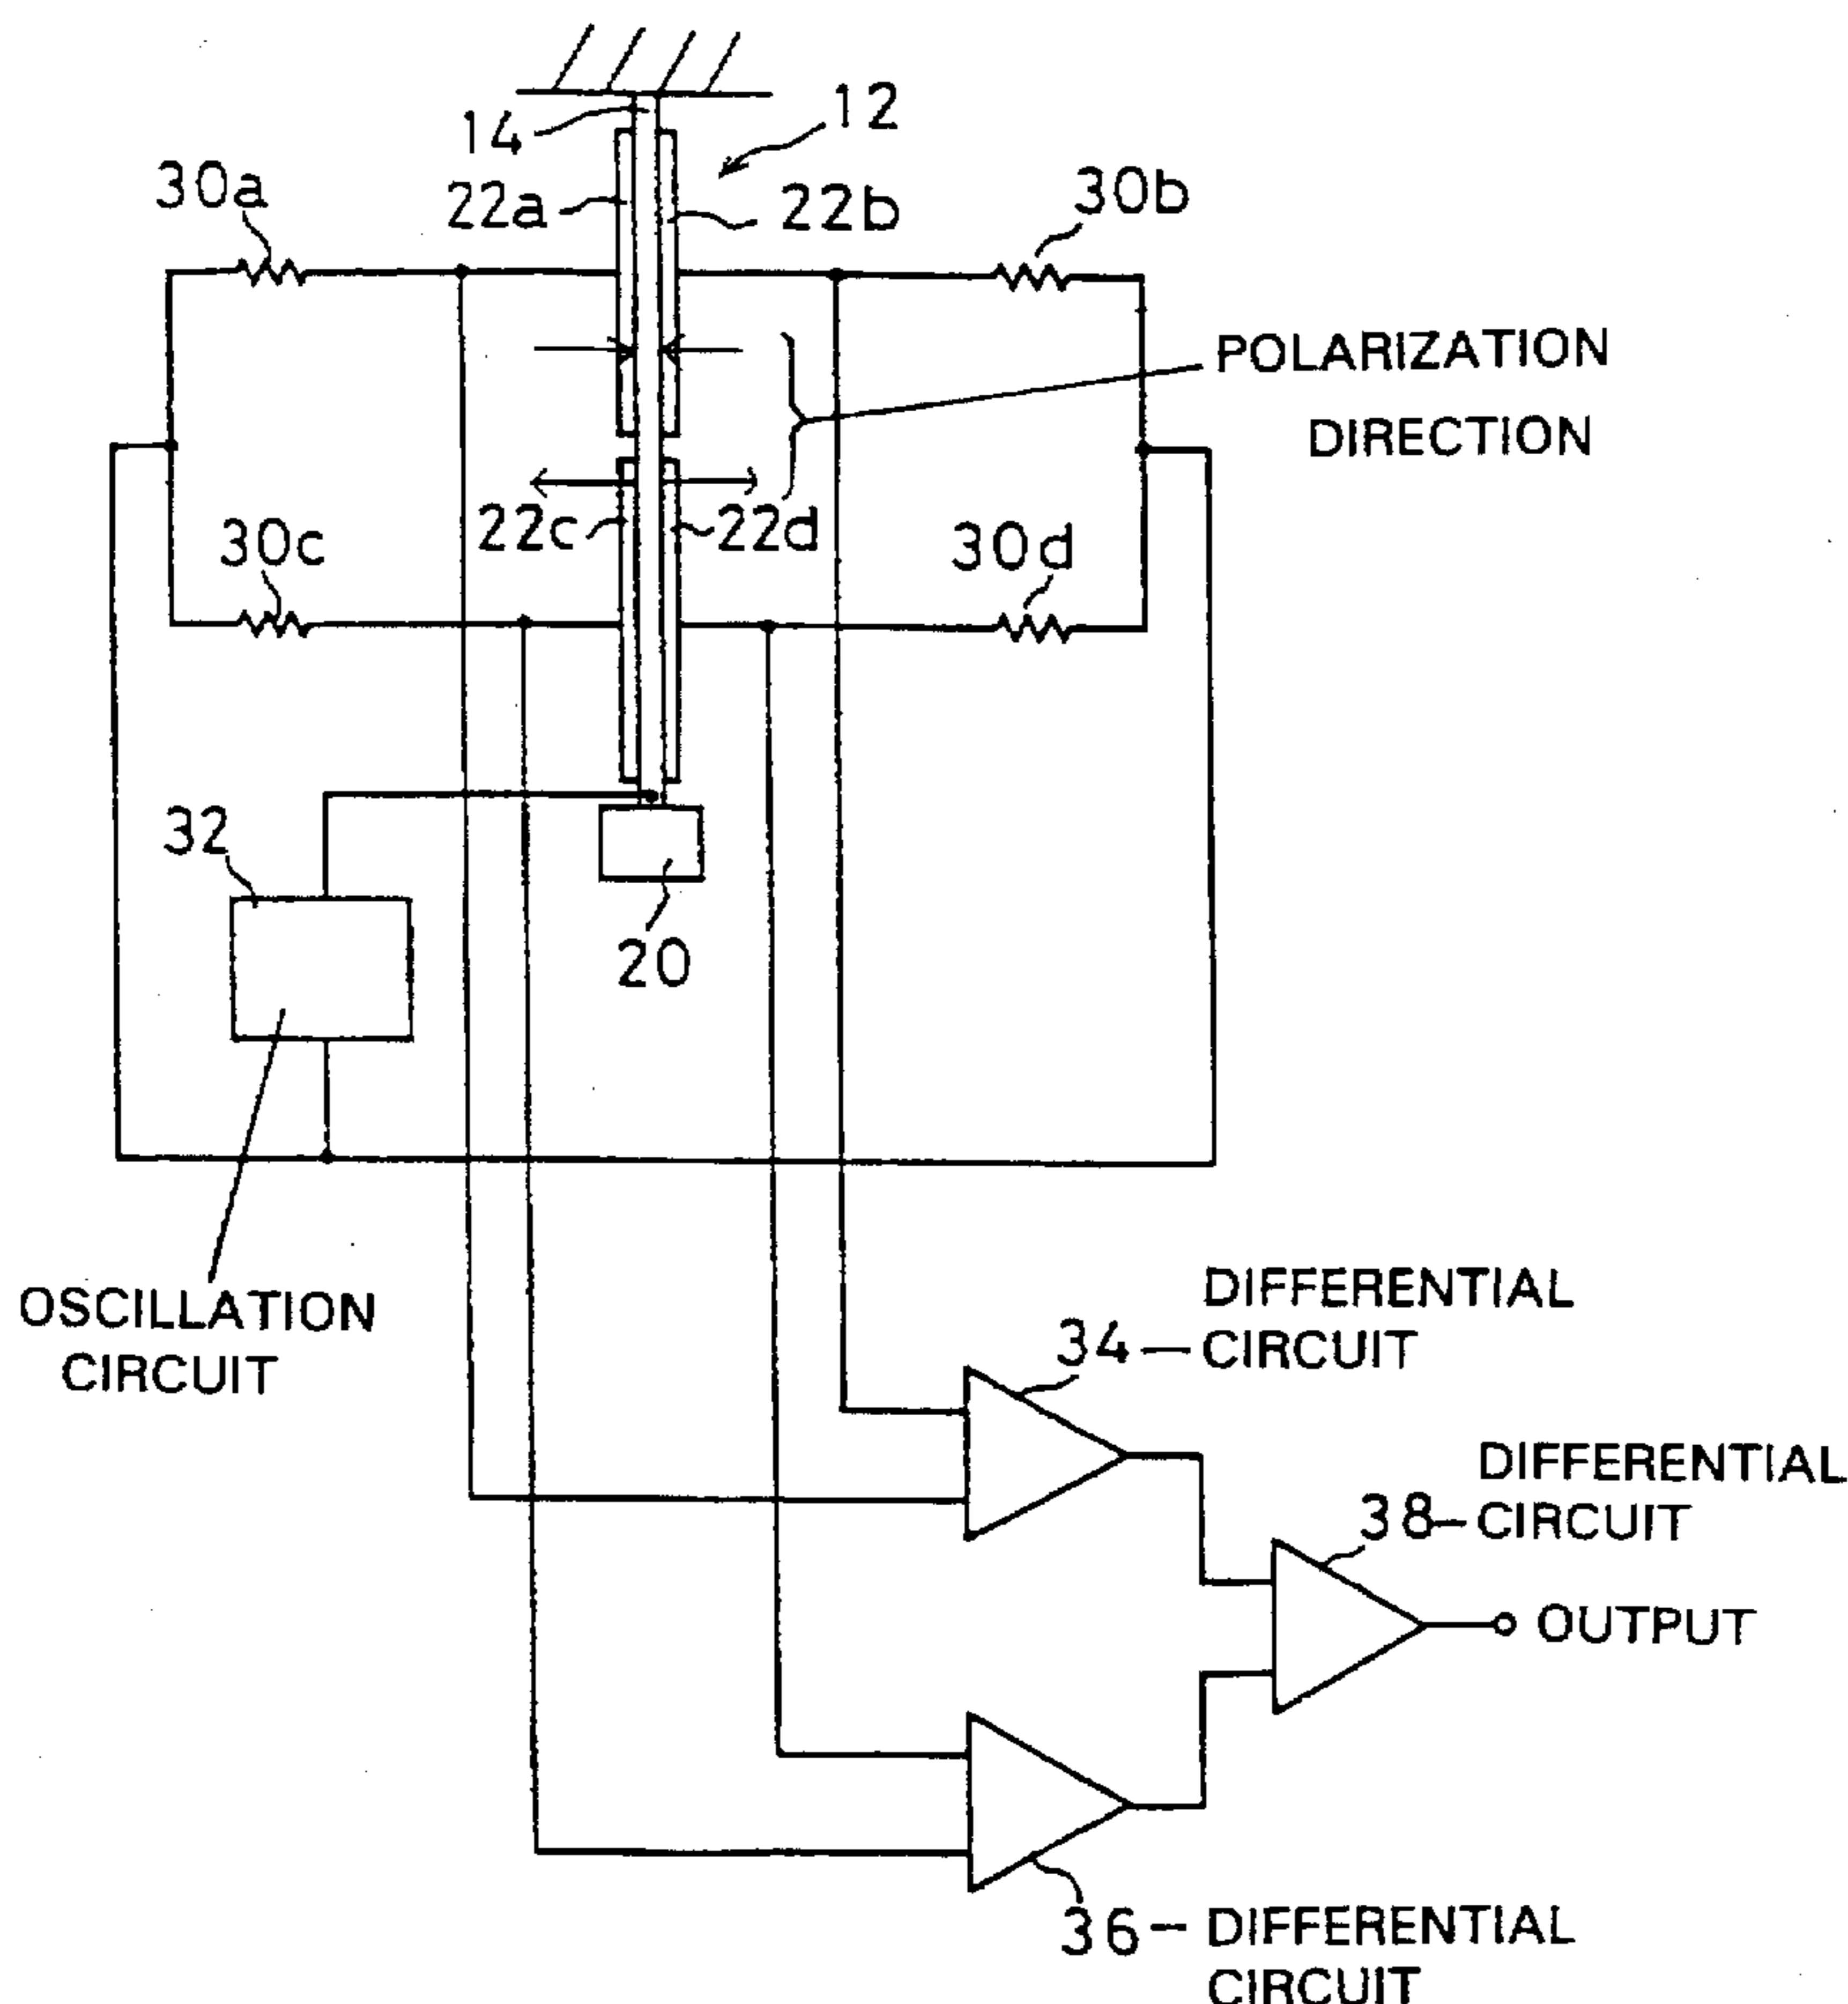 14
12
30a
22a
22b
30b
POLARIZATION
DIRECTION
30c
22c
22d
30d
32
20
OSCILLATION
CIRCUIT
DIFFERENTIAL
34 — CIRCUIT
DIFFERENTIAL
38 — CIRCUIT
OUTPUT
36 — DIFFERENTIAL
CIRCUIT